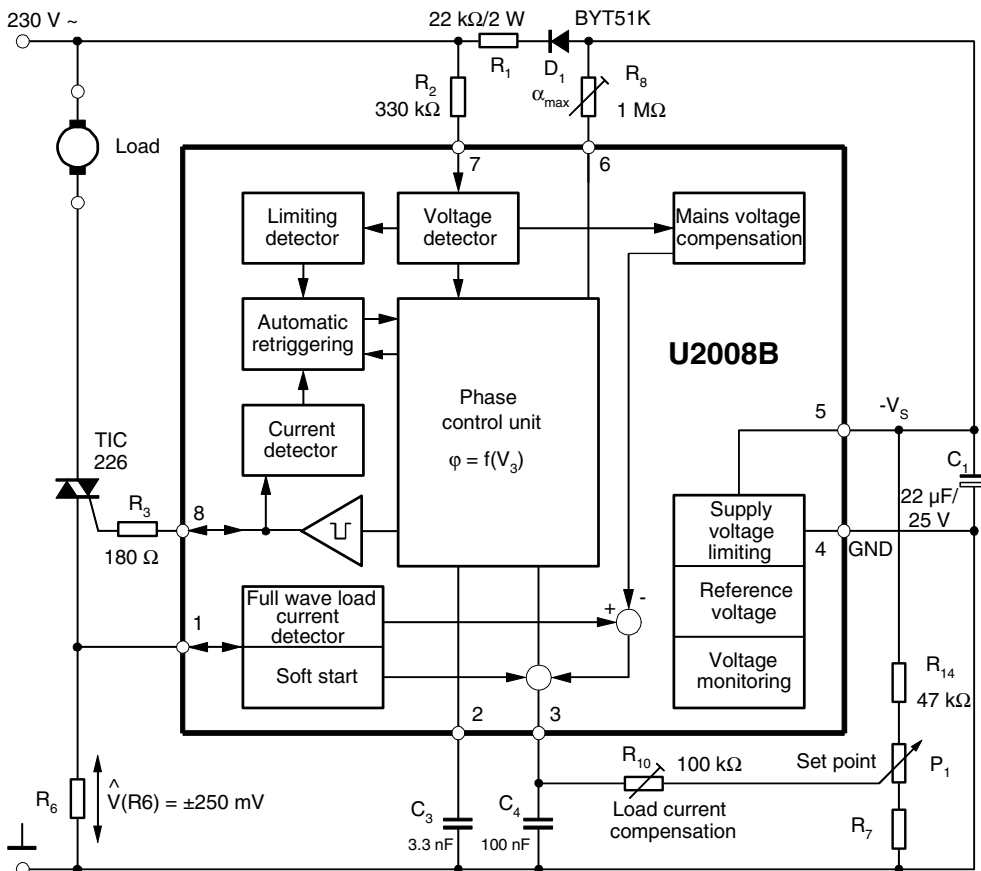 230 V ~
22 kΩ/2 W
BYT51K
R1
D1
R2
330 kΩ
αmax
R8
1 MΩ
Load
7
6
Limiting
detector
Voltage
detector
Mains voltage
compensation
Automatic
retriggering
U2008B
Phase
control unit
φ = f(V3)
Current
detector
5
-VS
TIC
226
C1
22 μF/
25 V
R3
8
180 Ω
Supply
voltage
limiting
4
GND
Full wave load
current
detector
+
-
Reference
voltage
1
Soft start
Voltage
monitoring
R14
47 kΩ
2
3
R10
100 kΩ
Set point
P1
R6
^
V(R6) = ±250 mV
C3
3.3 nF
C4
100 nF
Load current
compensation
R7